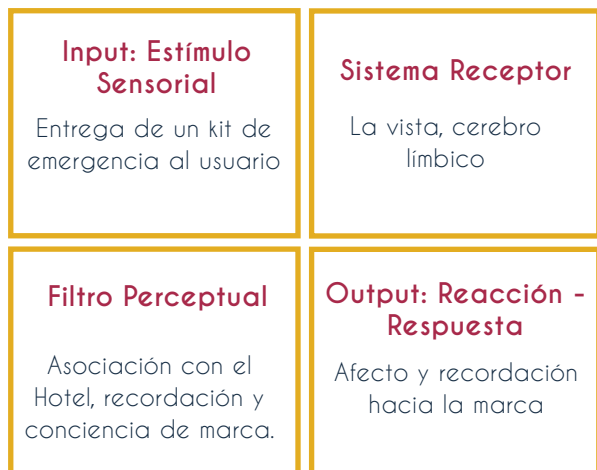 Input: Estímulo
Sensorial
Entrega de un kit de
emergencia al usuario
Sistema Receptor
La vista, cerebro
límbico
Filtro Perceptual
Asociación con el
Hotel, recordación y
conciencia de marca.
Output: Reacción -
Respuesta
Afecto y recordación
hacia la marca